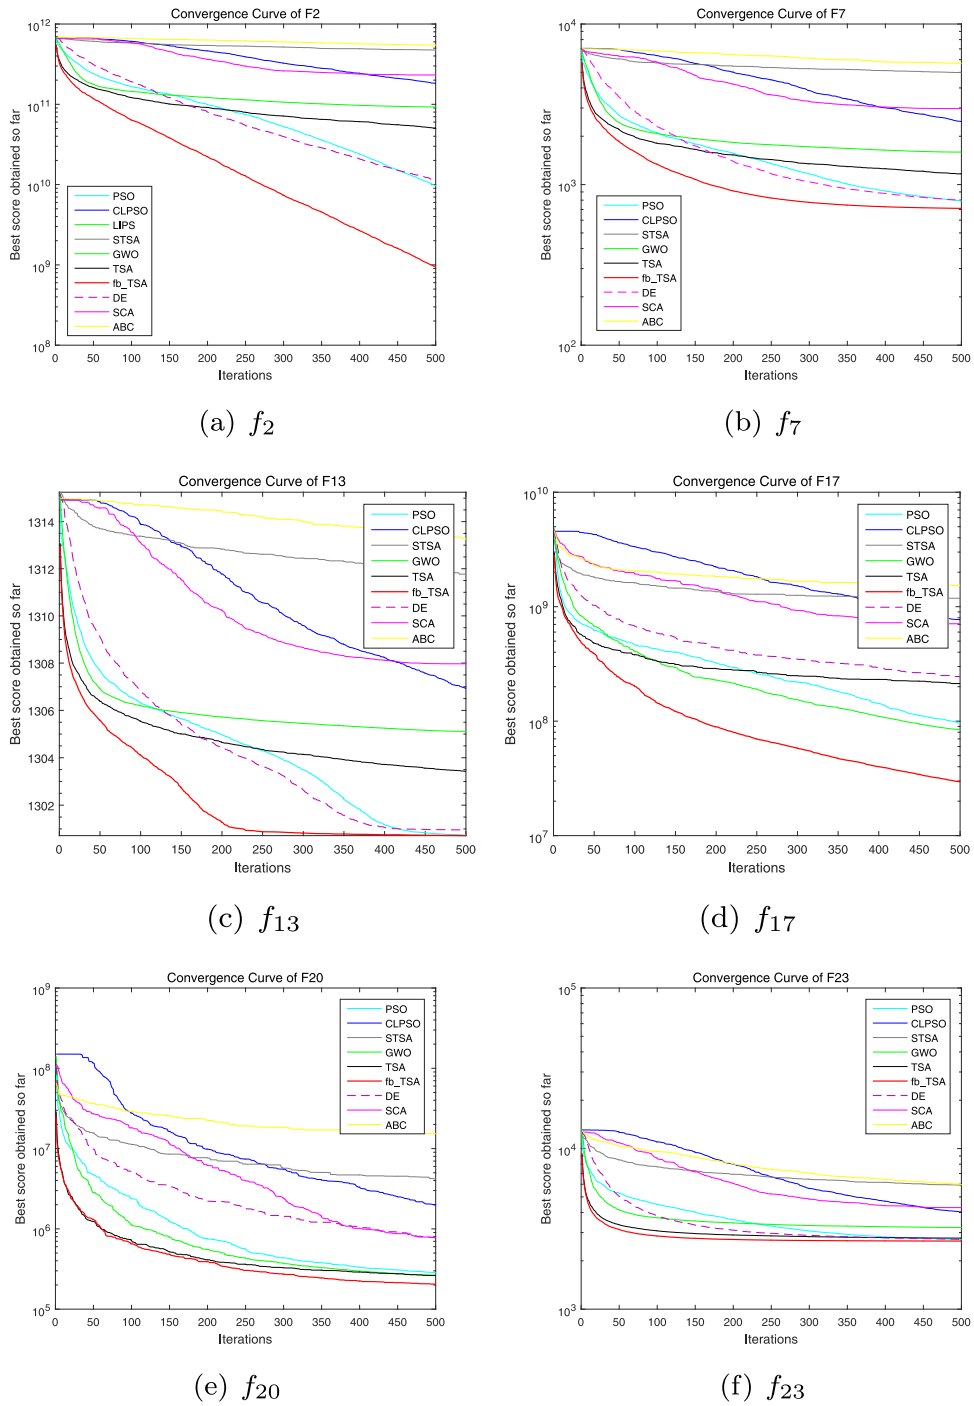 Convergence Curve of F2
Best score obtained so far
10^12
10^11
10^10
10^9
10^8
PSO
CLPSO
LIPS
STSA
GWO
TSA
fb_TSA
DE
SCA
ABC
0 50 100 150 200 250 300 350 400 450 500
Iterations
(a) f_2
Convergence Curve of F7
Best score obtained so far
10^4
10^3
10^2
PSO
CLPSO
STSA
GWO
TSA
fb_TSA
DE
SCA
ABC
0 50 100 150 200 250 300 350 400 450 500
Iterations
(b) f_7
Convergence Curve of F13
Best score obtained so far
1314
1312
1310
1308
1306
1304
1302
PSO
CLPSO
STSA
GWO
TSA
fb_TSA
DE
SCA
ABC
0 50 100 150 200 250 300 350 400 450 500
Iterations
(c) f_13
Convergence Curve of F17
Best score obtained so far
10^10
10^9
10^8
10^7
PSO
CLPSO
STSA
GWO
TSA
fb_TSA
DE
SCA
ABC
0 50 100 150 200 250 300 350 400 450 500
Iterations
(d) f_17
Convergence Curve of F20
Best score obtained so far
10^9
10^8
10^7
10^6
10^5
PSO
CLPSO
STSA
GWO
TSA
fb_TSA
DE
SCA
ABC
0 50 100 150 200 250 300 350 400 450 500
Iterations
(e) f_20
Convergence Curve of F23
Best score obtained so far
10^5
10^4
10^3
PSO
CLPSO
STSA
GWO
TSA
fb_TSA
DE
SCA
ABC
0 50 100 150 200 250 300 350 400 450 500
Iterations
(f) f_23